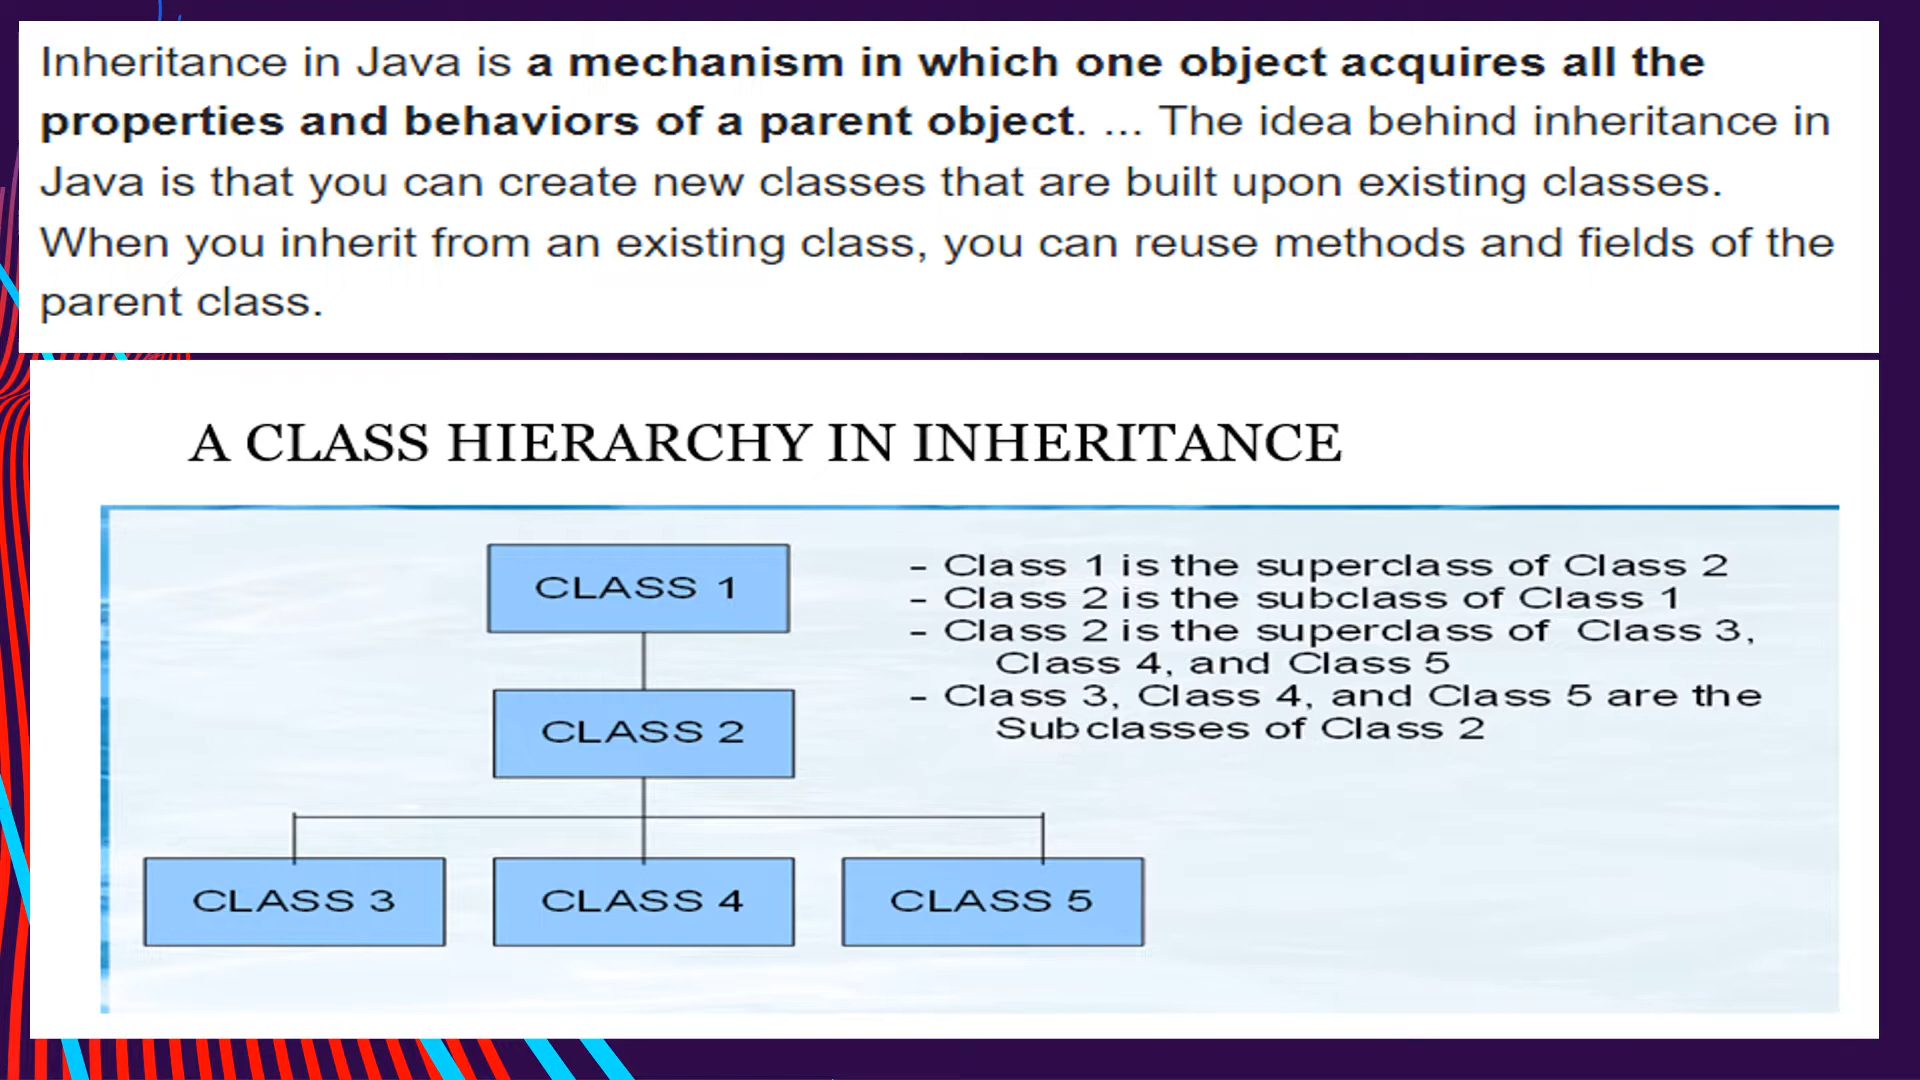 Inheritance in Java is a mechanism in which one object acquires all the
properties and behaviors of a parent object. ... The idea behind inheritance in
Java is that you can create new classes that are built upon existing classes.
When you inherit from an existing class, you can reuse methods and fields of the
parent class.
A CLASS HIERARCHY IN INHERITANCE
CLASS 1
CLASS 2
CLASS 3
CLASS 4
CLASS 5
- Class 1 is the superclass of Class 2
- Class 2 is the subclass of Class 1
- Class 2 is the superclass of Class 3,
Class 4, and Class 5
- Class 3, Class 4, and Class 5 are the
Subclasses of Class 2